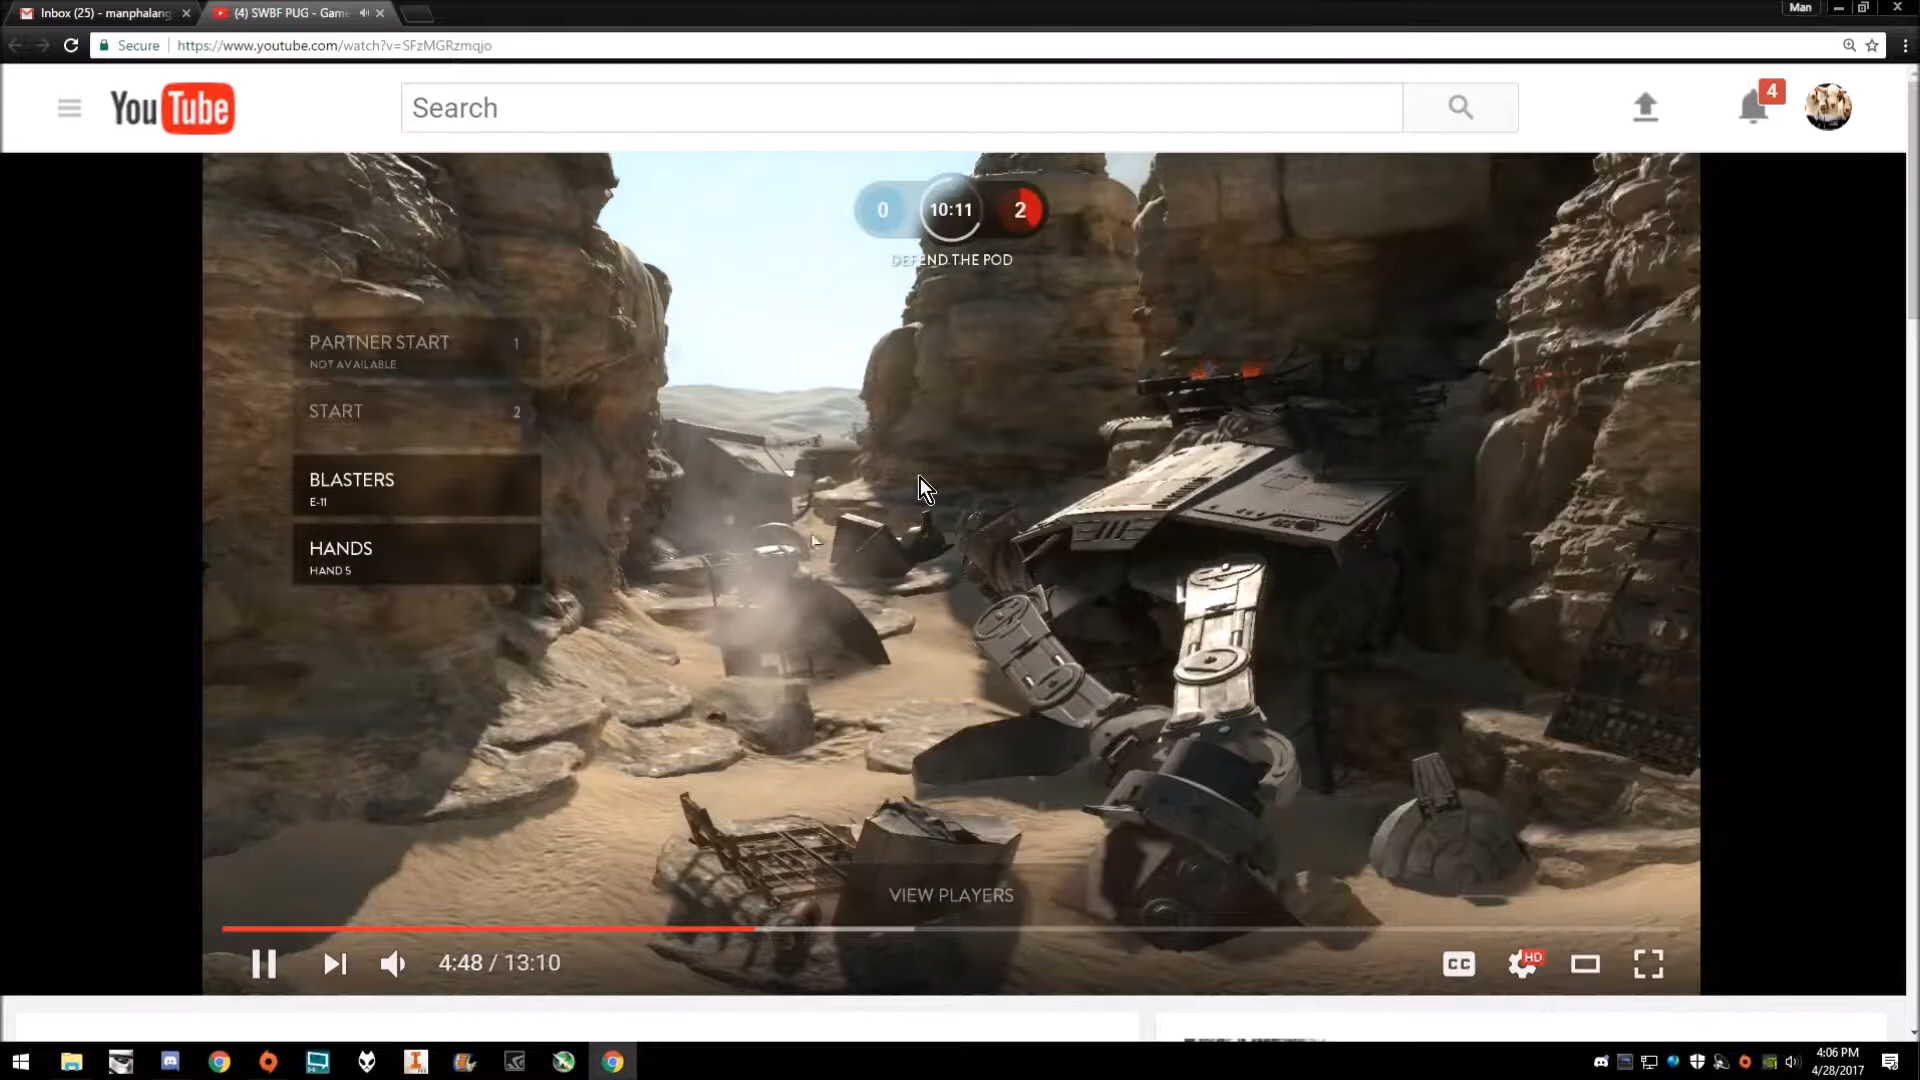 Inbox (25) - manphalang
(4) SWBF PUG - Game
Man
Secure
https://www.youtube.com/watch?v=SFzMGRzmqjo
YouTube
Search
4
0
10:11
2
DEFEND THE POD
PARTNER START 1
NOT AVAILABLE
START 2
BLASTERS
E-11
HANDS
HAND 5
VIEW PLAYERS
4:48 / 13:10
CC
HD
4:06 PM
4/28/2017